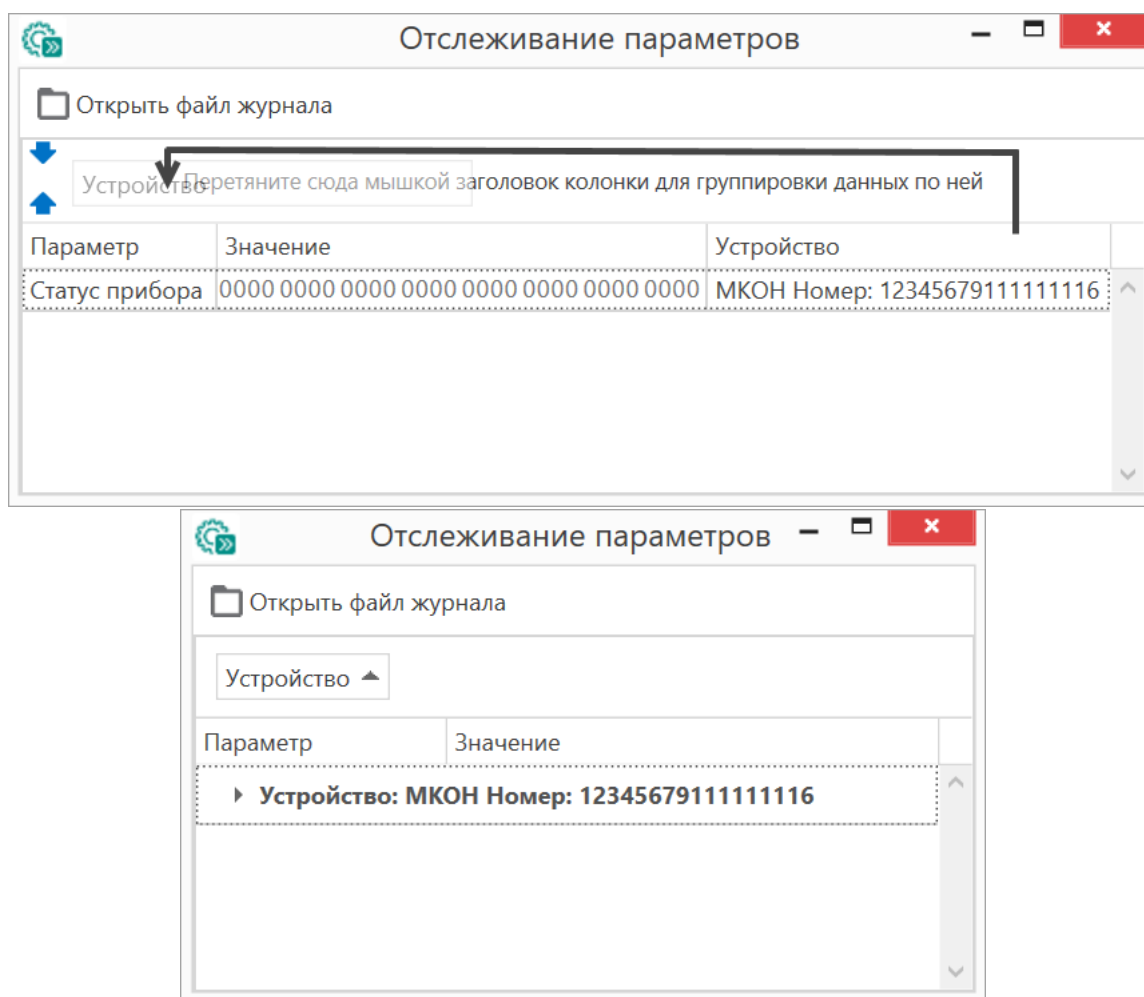 Отслеживание параметров
Открыть файл журнала
Устройство Перетяните сюда мышкой заголовок колонки для группировки данных по ней
Параметр Значение Устройство
Статус прибора 0000 0000 0000 0000 0000 0000 0000 0000 МКОН Номер: 12345679111111116
Отслеживание параметров
Открыть файл журнала
Устройство
Параметр Значение
Устройство: МКОН Номер: 12345679111111116